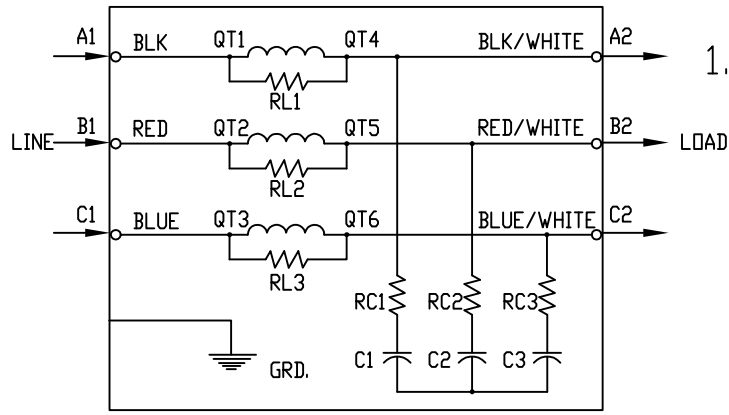 A1 BLK QT1 QT4 BLK/WHITE A2
1.
RL1
LINE B1 RED QT2 QT5 RED/WHITE B2 LOAD
RL2
C1 BLUE QT3 QT6 BLUE/WHITE C2
RL3
RC1 RC2 RC3
C1 C2 C3
GRD.